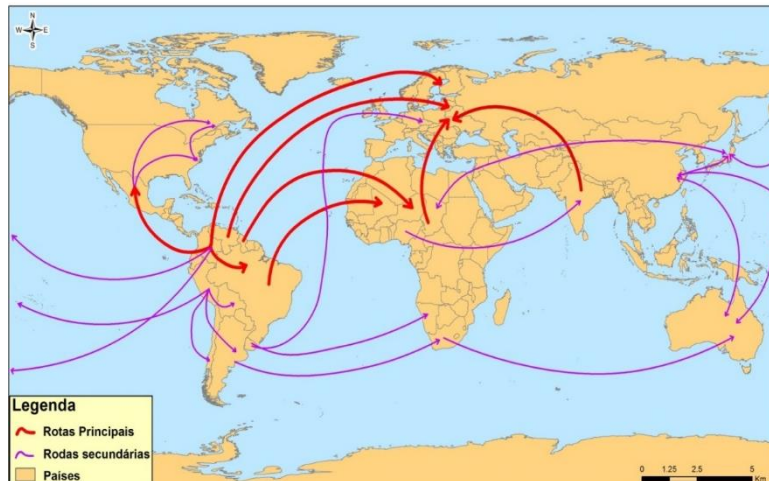 N
W E
S
Legenda
Rotas Principais
Rodas secundárias
Países
0 1.25 2.5 5
Km